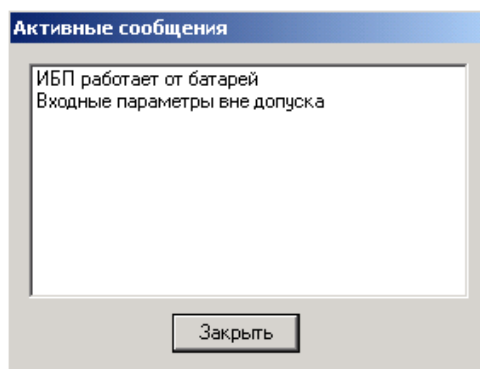 Активные сообщения
ИБП работает от батарей
Входные параметры вне допуска
Закрыть